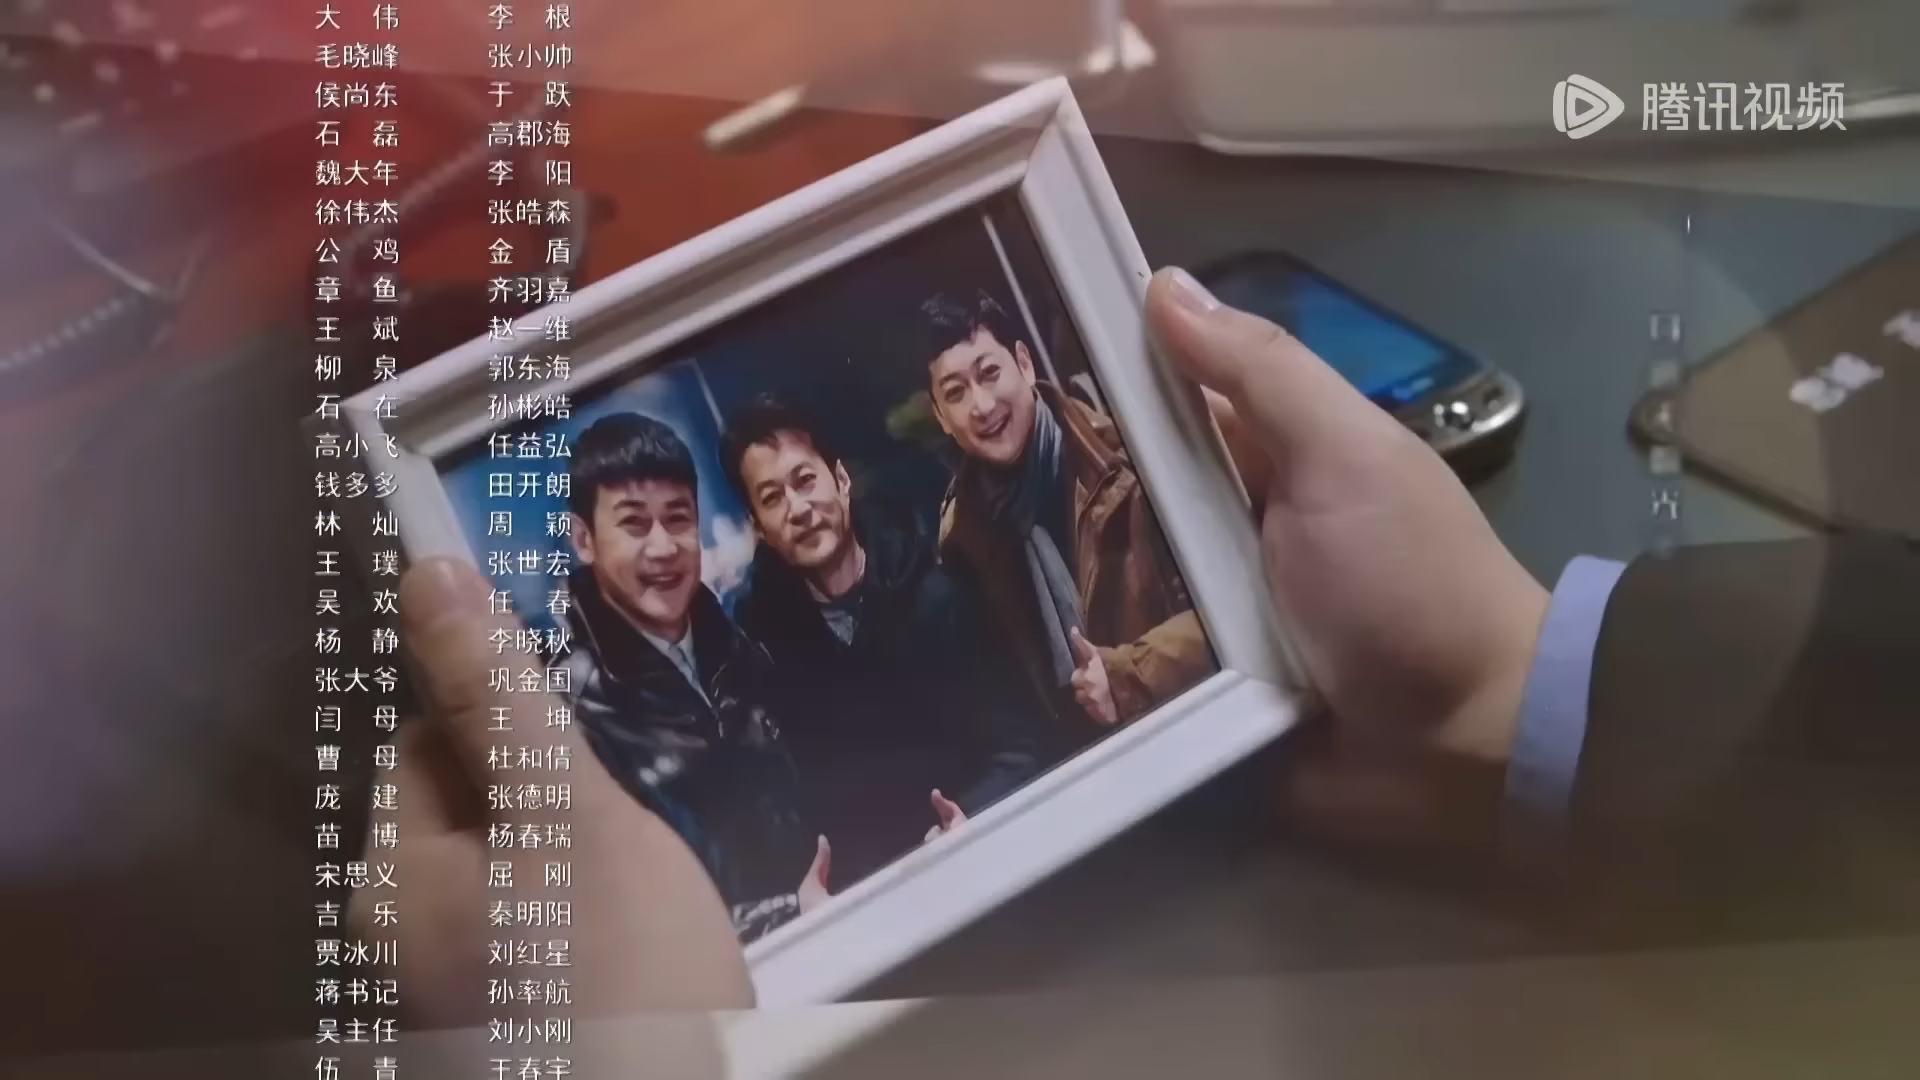 大伟 李根
毛晓峰 张小帅
侯尚东 于跃
石磊 高郡海
魏大年 李阳
徐伟杰 张皓森
公鸡 金盾
章鱼 齐羽嘉
王斌 赵一维
柳泉 郭东海
石在 孙彬皓
高小飞 任益弘
钱多多 田开朗
林灿 周颖
王璞 张世宏
吴欢 任春
杨静 李晓秋
张大爷 巩金国
闫母 王坤
曹母 杜和倩
庞建 张德明
苗博 杨春瑞
宋思义 屈刚
吉乐 秦明阳
贾冰川 刘红星
蒋书记 孙率航
吴主任 刘小刚
王春宇
腾讯视频